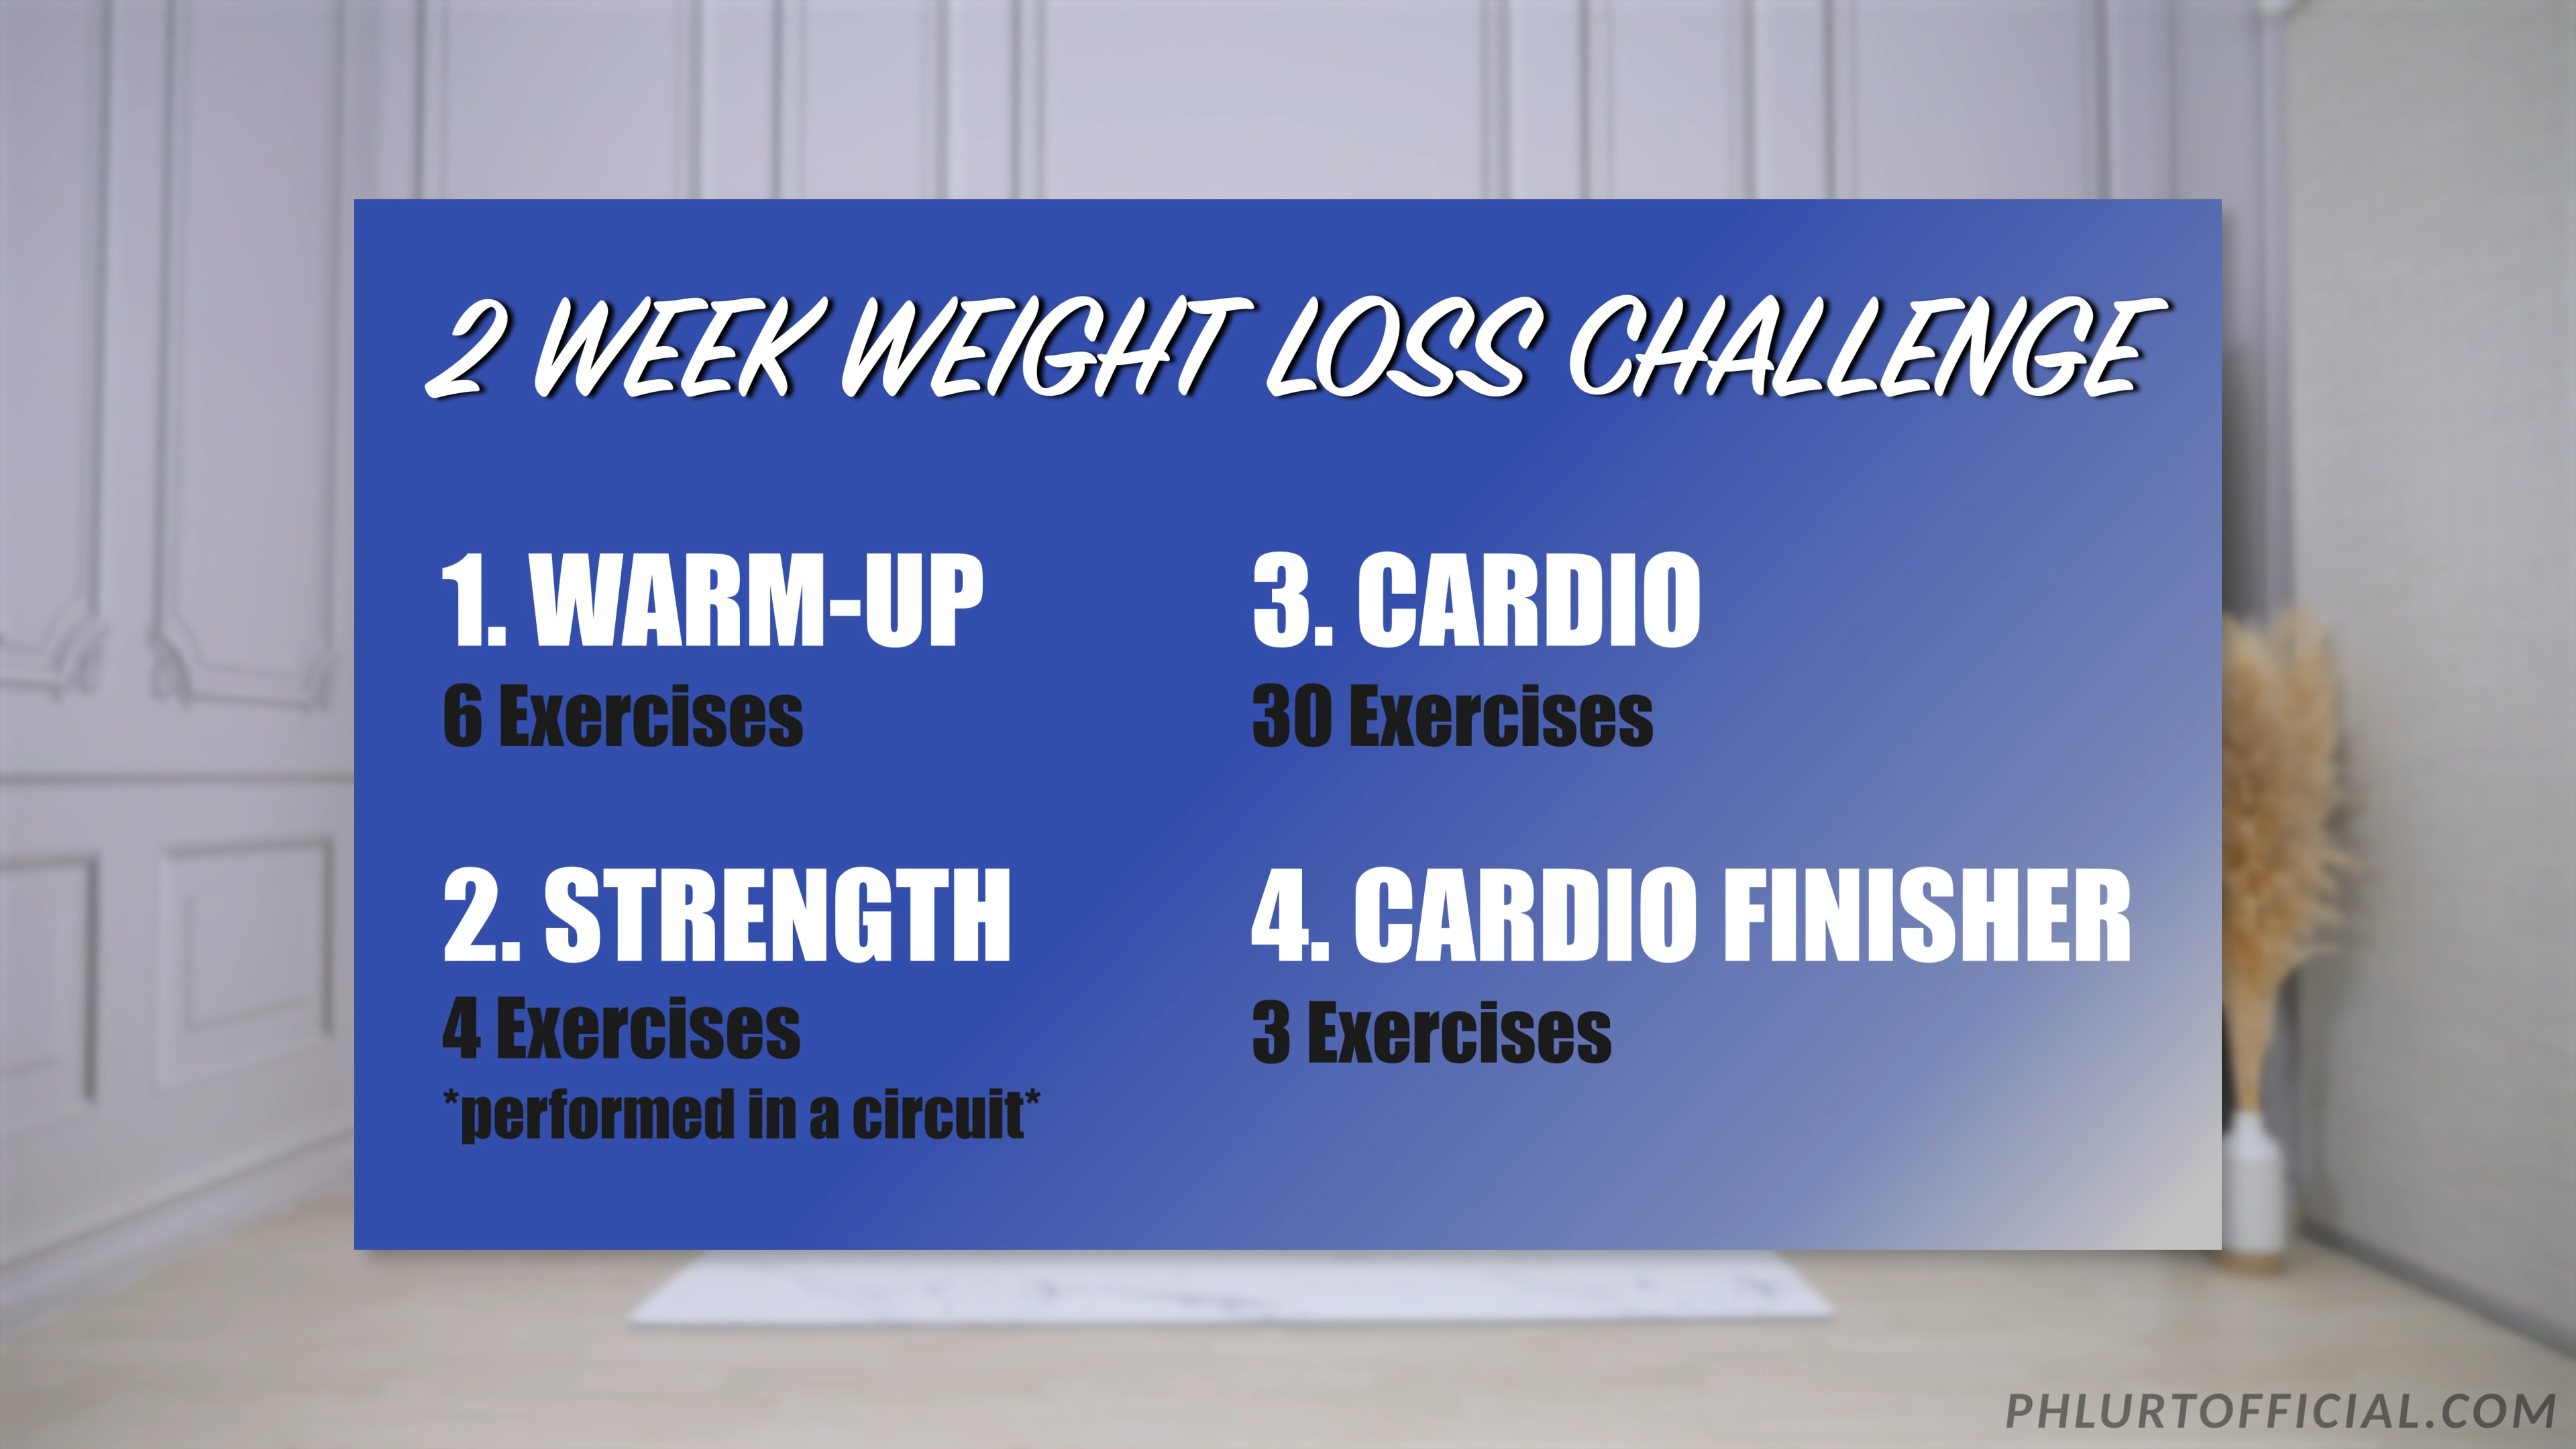 2 WEEK WEIGHT LOSS CHALLENGE
1. WARM-UP
6 Exercises
2. STRENGTH
4 Exercises
*performed in a circuit*
3. CARDIO
30 Exercises
4. CARDIO FINISHER
3 Exercises
PHLURTOFFICIAL.COM